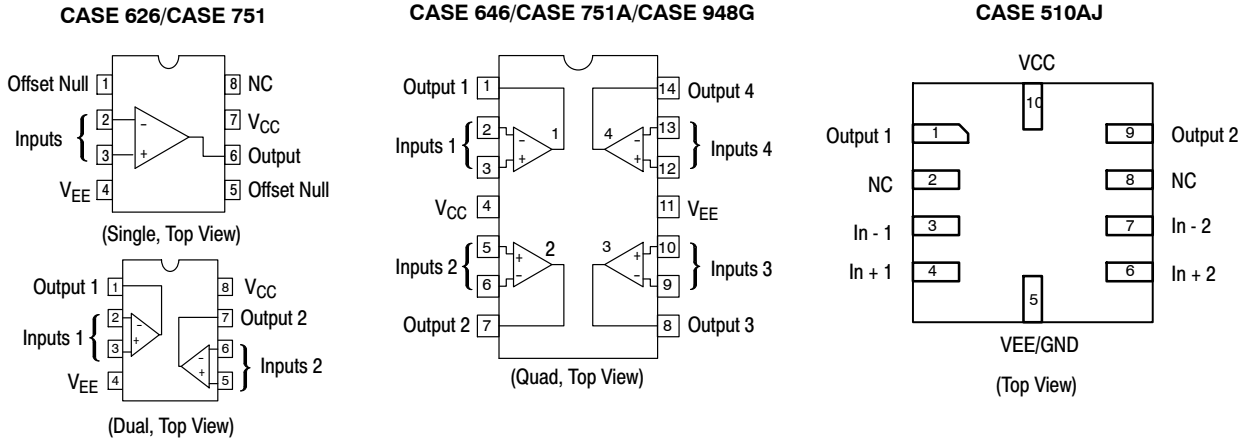 CASE 626/CASE 751
Offset Null 1
8 NC
Inputs
2
3
−
+
7 VCC
6 Output
VEE 4
5 Offset Null
(Single, Top View)
Output 1 1
8 VCC
Inputs 1
2
3
−
+
7 Output 2
6
5
−
+
Inputs 2
VEE 4
(Dual, Top View)
CASE 646/CASE 751A/CASE 948G
Output 1 1
14 Output 4
Inputs 1
2
3
−
+
1
4
−
+
13
12
Inputs 4
VCC 4
11 VEE
Inputs 2
5
6
+
−
2
3
+
−
10
9
Inputs 3
Output 2 7
8 Output 3
(Quad, Top View)
CASE 510AJ
VCC
10
Output 1 1
9 Output 2
NC 2
8 NC
In - 1 3
7 In - 2
In + 1 4
6 In + 2
5
VEE/GND
(Top View)